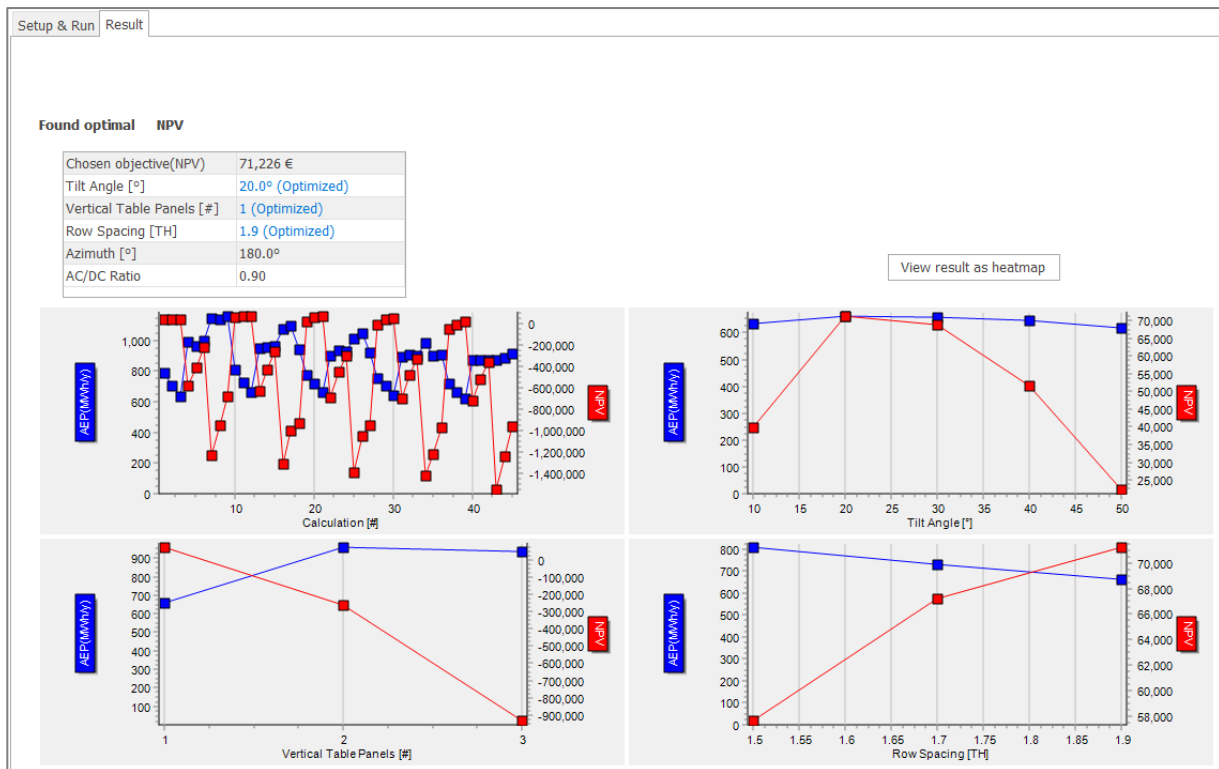 Setup & Run Result
Found optimal NPV
Chosen objective(NPV) 71,226 €
Tilt Angle [º] 20.0º (Optimized)
Vertical Table Panels [#] 1 (Optimized)
Row Spacing [TH] 1.9 (Optimized)
Azimuth [º] 180.0º
AC/DC Ratio 0.90
View result as heatmap
1,000
800
600
400
200
0
AEP(MWh/y)
0
-200,000
-400,000
-600,000
-800,000
-1,000,000
-1,200,000
-1,400,000
NPV
10 20 30 40
Calculation [#]
600
500
400
300
200
100
0
AEP(MWh/y)
70,000
65,000
60,000
55,000
50,000
45,000
40,000
35,000
30,000
25,000
NPV
10 15 20 25 30 35 40 45 50
Tilt Angle [°]
900
800
700
600
500
400
300
200
100
AEP(MWh/y)
0
-100,000
-200,000
-300,000
-400,000
-500,000
-600,000
-700,000
-800,000
-900,000
NPV
1 2 3
Vertical Table Panels [#]
800
700
600
500
400
300
200
100
0
AEP(MWh/y)
70,000
68,000
66,000
64,000
62,000
60,000
58,000
NPV
1.5 1.55 1.6 1.65 1.7 1.75 1.8 1.85 1.9
Row Spacing [TH]